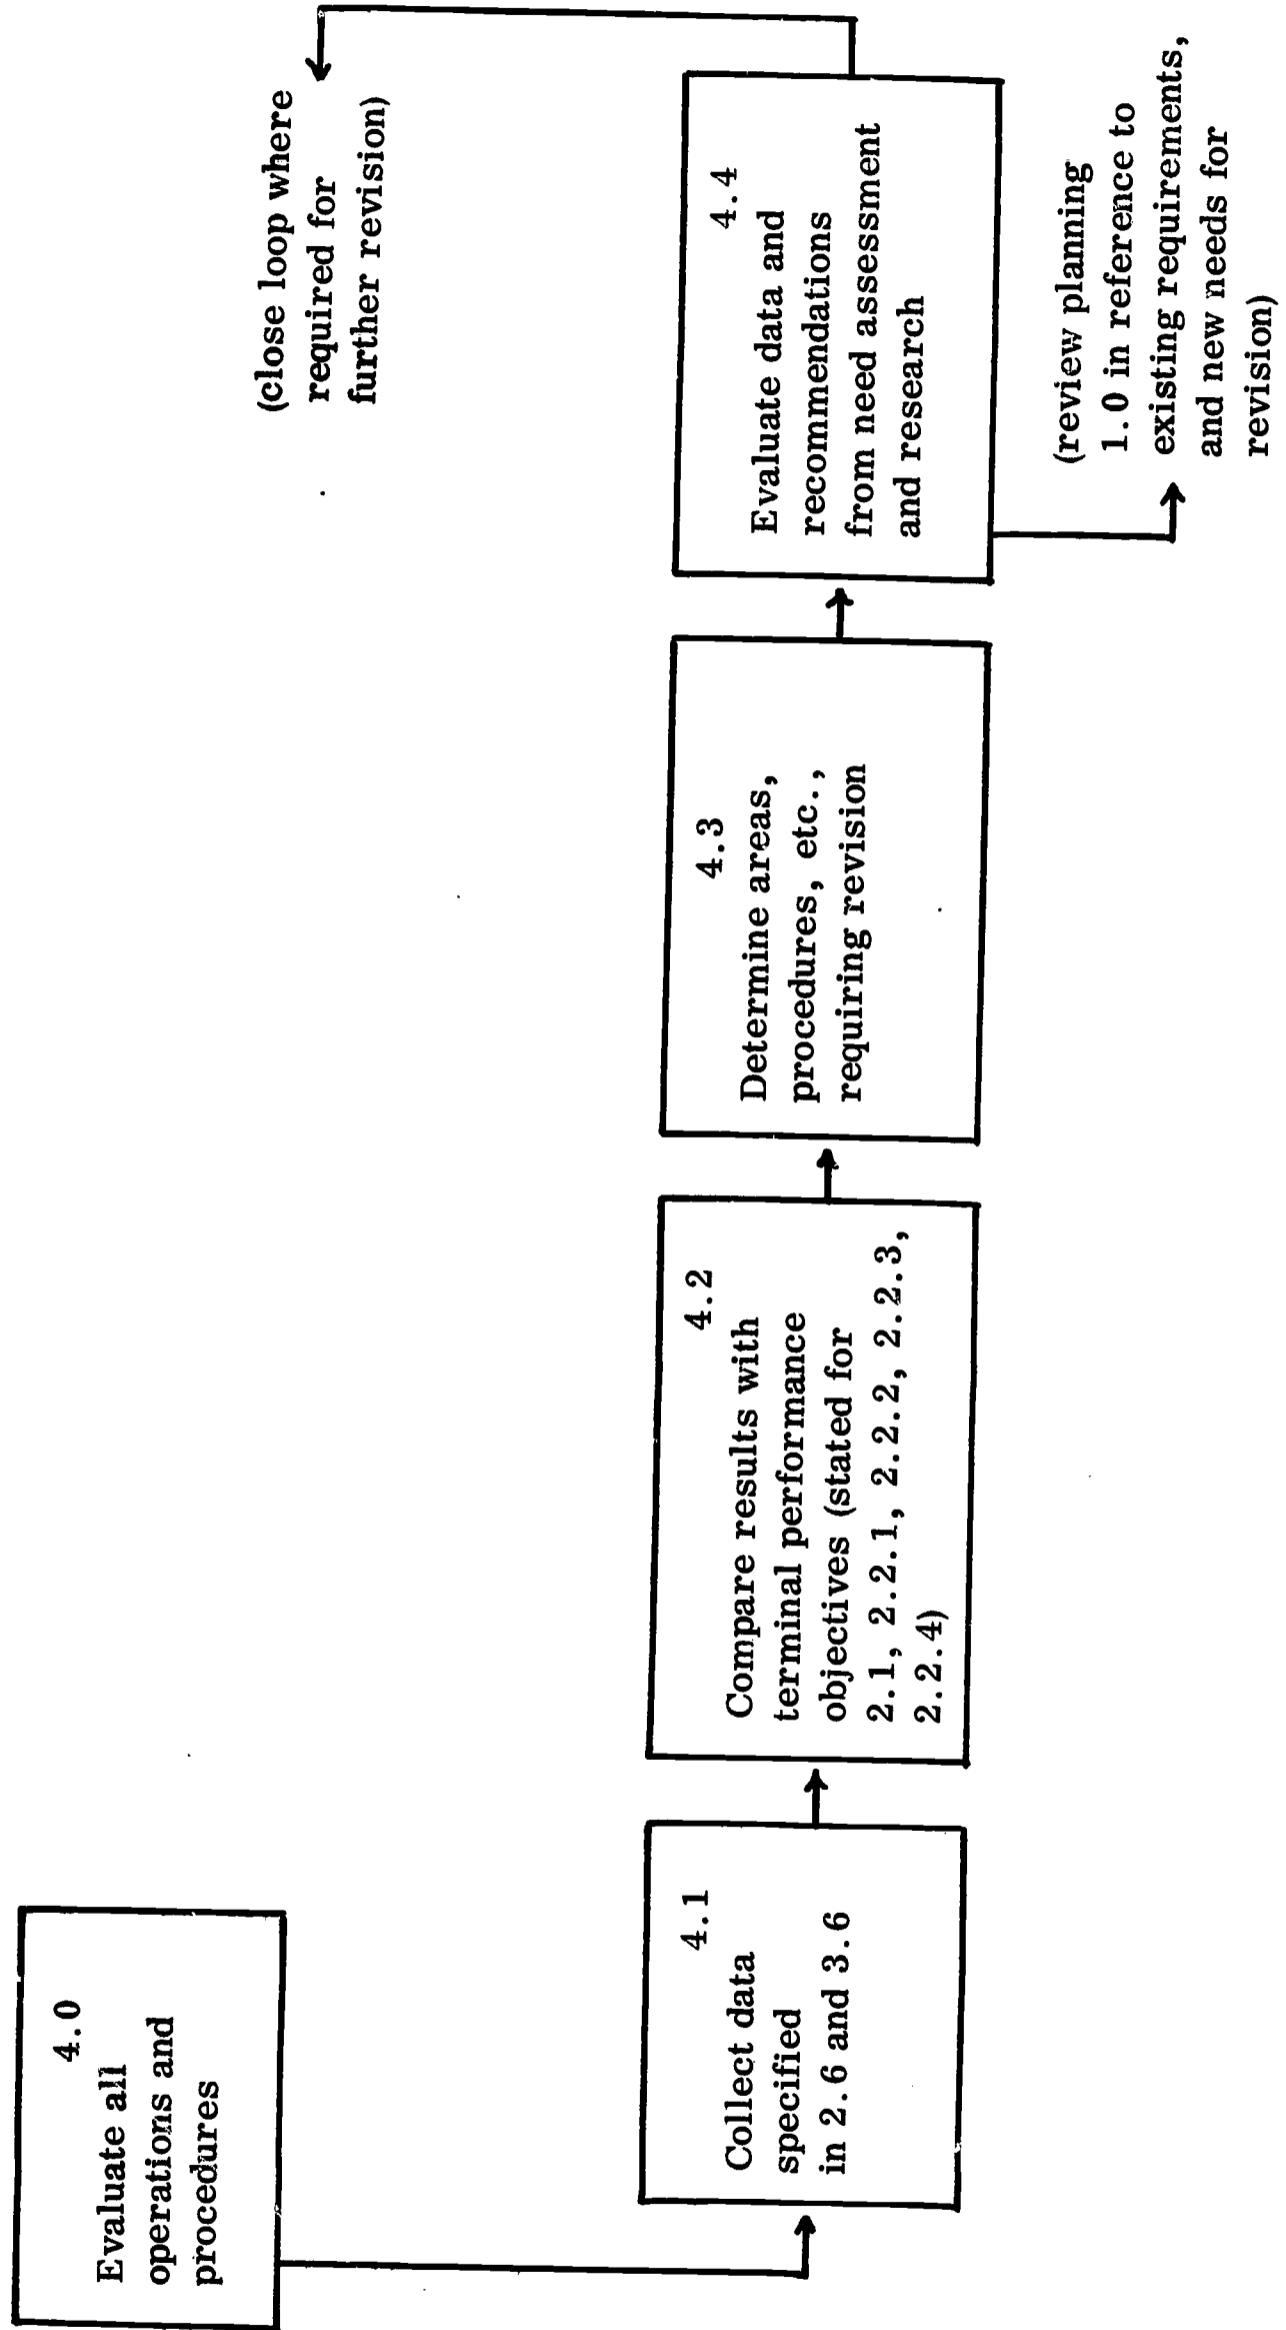 4.0
Evaluate all
operations and
procedures
4.1
Collect data
specified
in 2.6 and 3.6
4.2
Compare results with
terminal performance
objectives (stated for
2.1, 2.2.1, 2.2.2, 2.2.3,
2.2.4)
4.3
Determine areas,
procedures, etc.,
requiring revision
4.4
Evaluate data and
recommendations
from need assessment
and research
(close loop where
required for
further revision)
(review planning
1.0 in reference to
existing requirements,
and new needs for
revision)